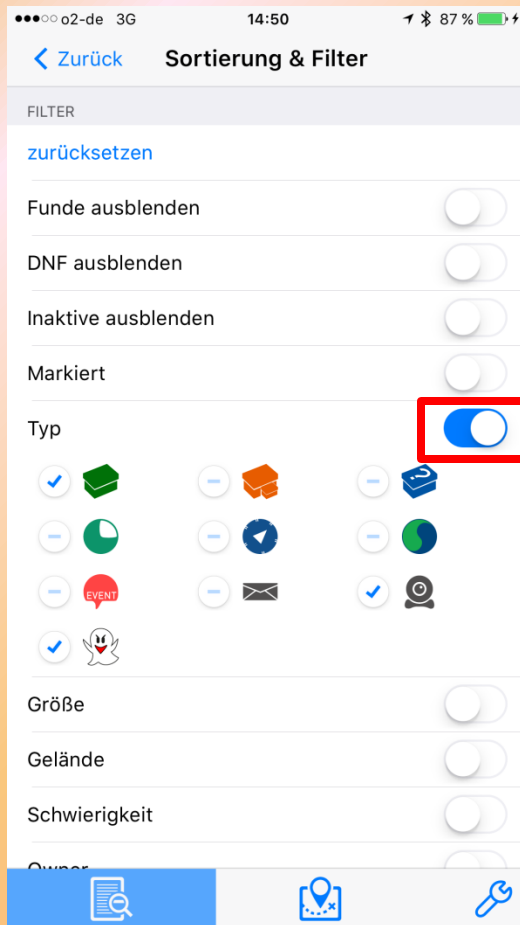 o2-de 3G 14:50 87 %
Zurück Sortierung & Filter
FILTER
zurücksetzen
Funde ausblenden
DNF ausblenden
Inaktive ausblenden
Markiert
Typ
?
EVENT
Größe
Gelände
Schwierigkeit
Owner